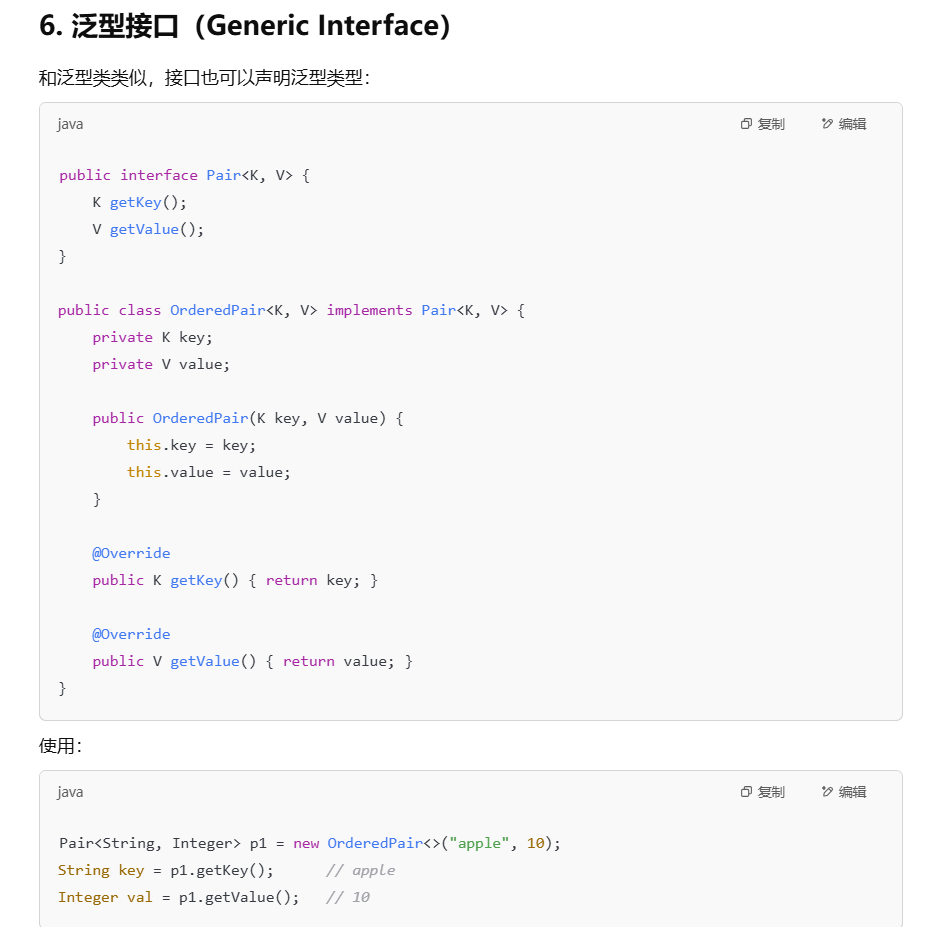 6. 泛型接口（Generic Interface）
和泛型类类似，接口也可以声明泛型类型：
java 复制 编辑
public interface Pair<K, V> {
    K getKey();
    V getValue();
}
public class OrderedPair<K, V> implements Pair<K, V> {
    private K key;
    private V value;
    public OrderedPair(K key, V value) {
        this.key = key;
        this.value = value;
    }
    @Override
    public K getKey() { return key; }
    @Override
    public V getValue() { return value; }
}
使用：
java 复制 编辑
Pair<String, Integer> p1 = new OrderedPair<>("apple", 10);
String key = p1.getKey();      // apple
Integer val = p1.getValue();   // 10